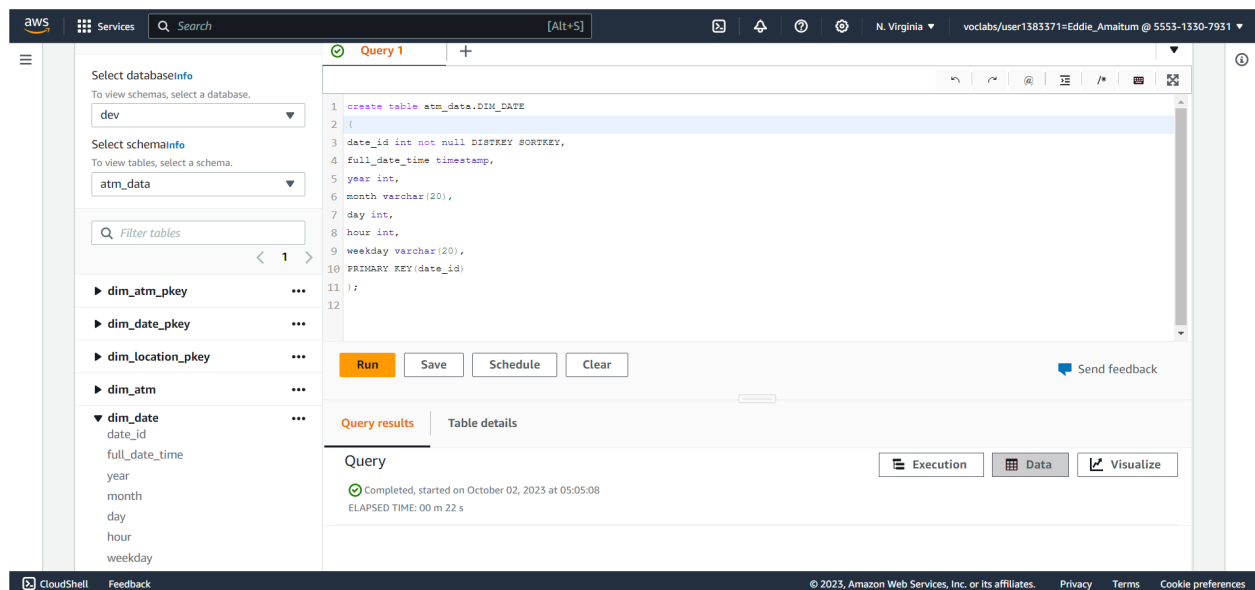 aws Services Search [Alt+S] N. Virginia ▼ voclabs/user1383371=Eddie_Amaitum @ 5553-1330-7931 ▼
Query 1 +
Select database Info
To view schemas, select a database.
dev
Select schema Info
To view tables, select a schema.
atm_data
Filter tables
< 1 >
dim_atm_pkey •••
dim_date_pkey •••
dim_location_pkey •••
dim_atm •••
dim_date •••
date_id
full_date_time
year
month
day
hour
weekday
@ /*
1 create table atm_data.DIM_DATE
2 (
3 date_id int not null DISTKEY SORTKEY,
4 full_date_time timestamp,
5 year int,
6 month varchar(20),
7 day int,
8 hour int,
9 weekday varchar(20),
10 PRIMARY KEY(date_id)
11 );
12
Run Save Schedule Clear Send feedback
Query results Table details
Query Execution Data Visualize
Completed, started on October 02, 2023 at 05:05:08
ELAPSED TIME: 00 m 22 s
CloudShell Feedback © 2023, Amazon Web Services, Inc. or its affiliates. Privacy Terms Cookie preferences